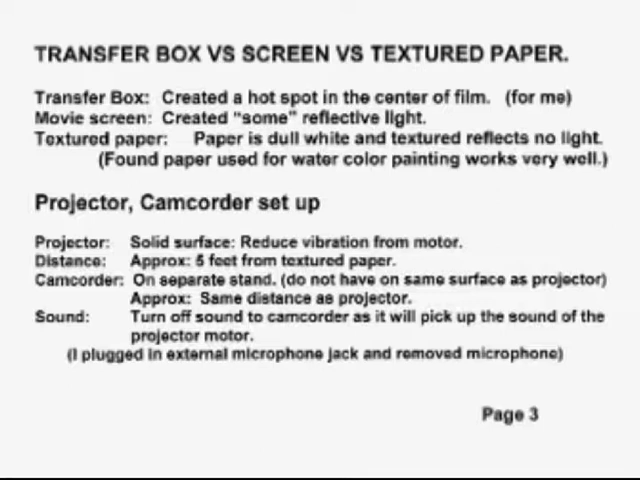 TRANSFER BOX VS SCREEN VS TEXTURED PAPER.
Transfer Box: Created a hot spot in the center of film. (for me)
Movie screen: Created "some" reflective light.
Textured paper: Paper is dull white and textured reflects no light.
(Found paper used for water color painting works very well.)
Projector, Camcorder set up
Projector: Solid surface: Reduce vibration from motor.
Distance: Approx: 5 feet from textured paper.
Camcorder: On separate stand. (do not have on same surface as projector)
Approx: Same distance as projector.
Sound: Turn off sound to camcorder as it will pick up the sound of the
projector motor.
(I plugged in external microphone jack and removed microphone)
Page 3